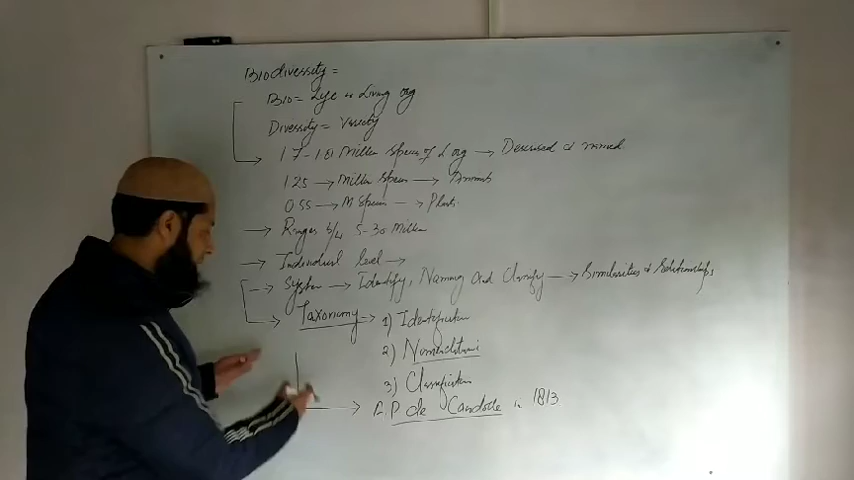 Biodiversity =
Bio = Life or Living org
Diversity = Variety
1.7-1.8 Million Species of L org → Described & named
1.25 → Million Species → Animals
0.55 → M Species → Plants
→ Ranges b/w 5-30 Million
→ Individual level →
→ System → Identify, Naming and Classify → Similarities & Relationships
→ Taxonomy → 1) Identification
2) Nomenclature
3) Classification
→ A.P de Candole in 1813